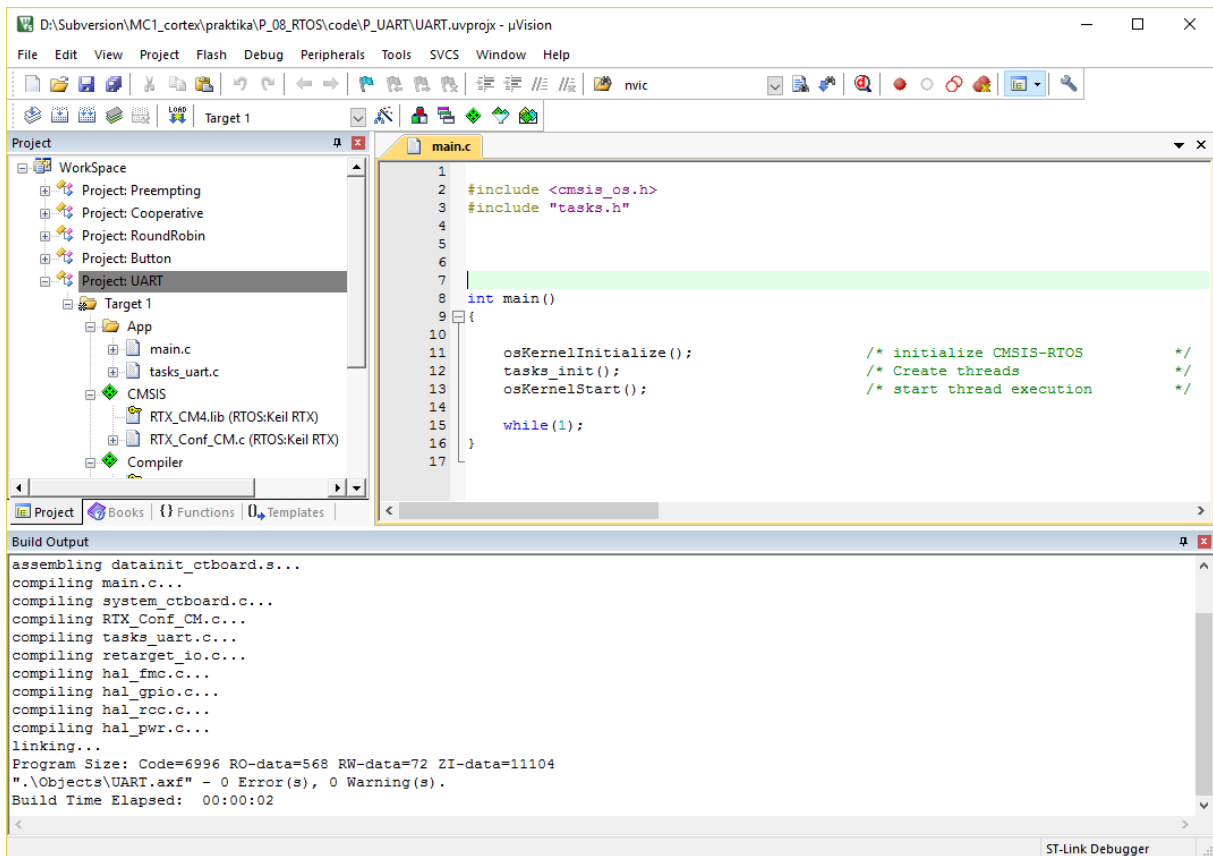 D:\Subversion\MC1_cortex\praktika\P_08_RTOS\code\P_UART\UART.uvprojx - µVision
File Edit View Project Flash Debug Peripherals Tools SVCS Window Help
nvic
LOAD Target 1
Project
WorkSpace
Project: Preempting
Project: Cooperative
Project: RoundRobin
Project: Button
Project: UART
Target 1
App
main.c
tasks_uart.c
CMSIS
RTX_CM4.lib (RTOS:Keil RTX)
RTX_Conf_CM.c (RTOS:Keil RTX)
Compiler
Project Books {} Functions 0 Templates
main.c
1
2 #include <cmsis_os.h>
3 #include "tasks.h"
4
5
6
7
8 int main()
9 {
10
11 osKernelInitialize(); /* initialize CMSIS-RTOS */
12 tasks_init(); /* Create threads */
13 osKernelStart(); /* start thread execution */
14
15 while(1);
16 }
17
Build Output
assembling datainit_ctboard.s...
compiling main.c...
compiling system_ctboard.c...
compiling RTX_Conf_CM.c...
compiling tasks_uart.c...
compiling retarget_io.c...
compiling hal_fmc.c...
compiling hal_gpio.c...
compiling hal_rcc.c...
compiling hal_pwr.c...
linking...
Program Size: Code=6996 RO-data=568 RW-data=72 ZI-data=11104
".\Objects\UART.axf" - 0 Error(s), 0 Warning(s).
Build Time Elapsed: 00:00:02
ST-Link Debugger